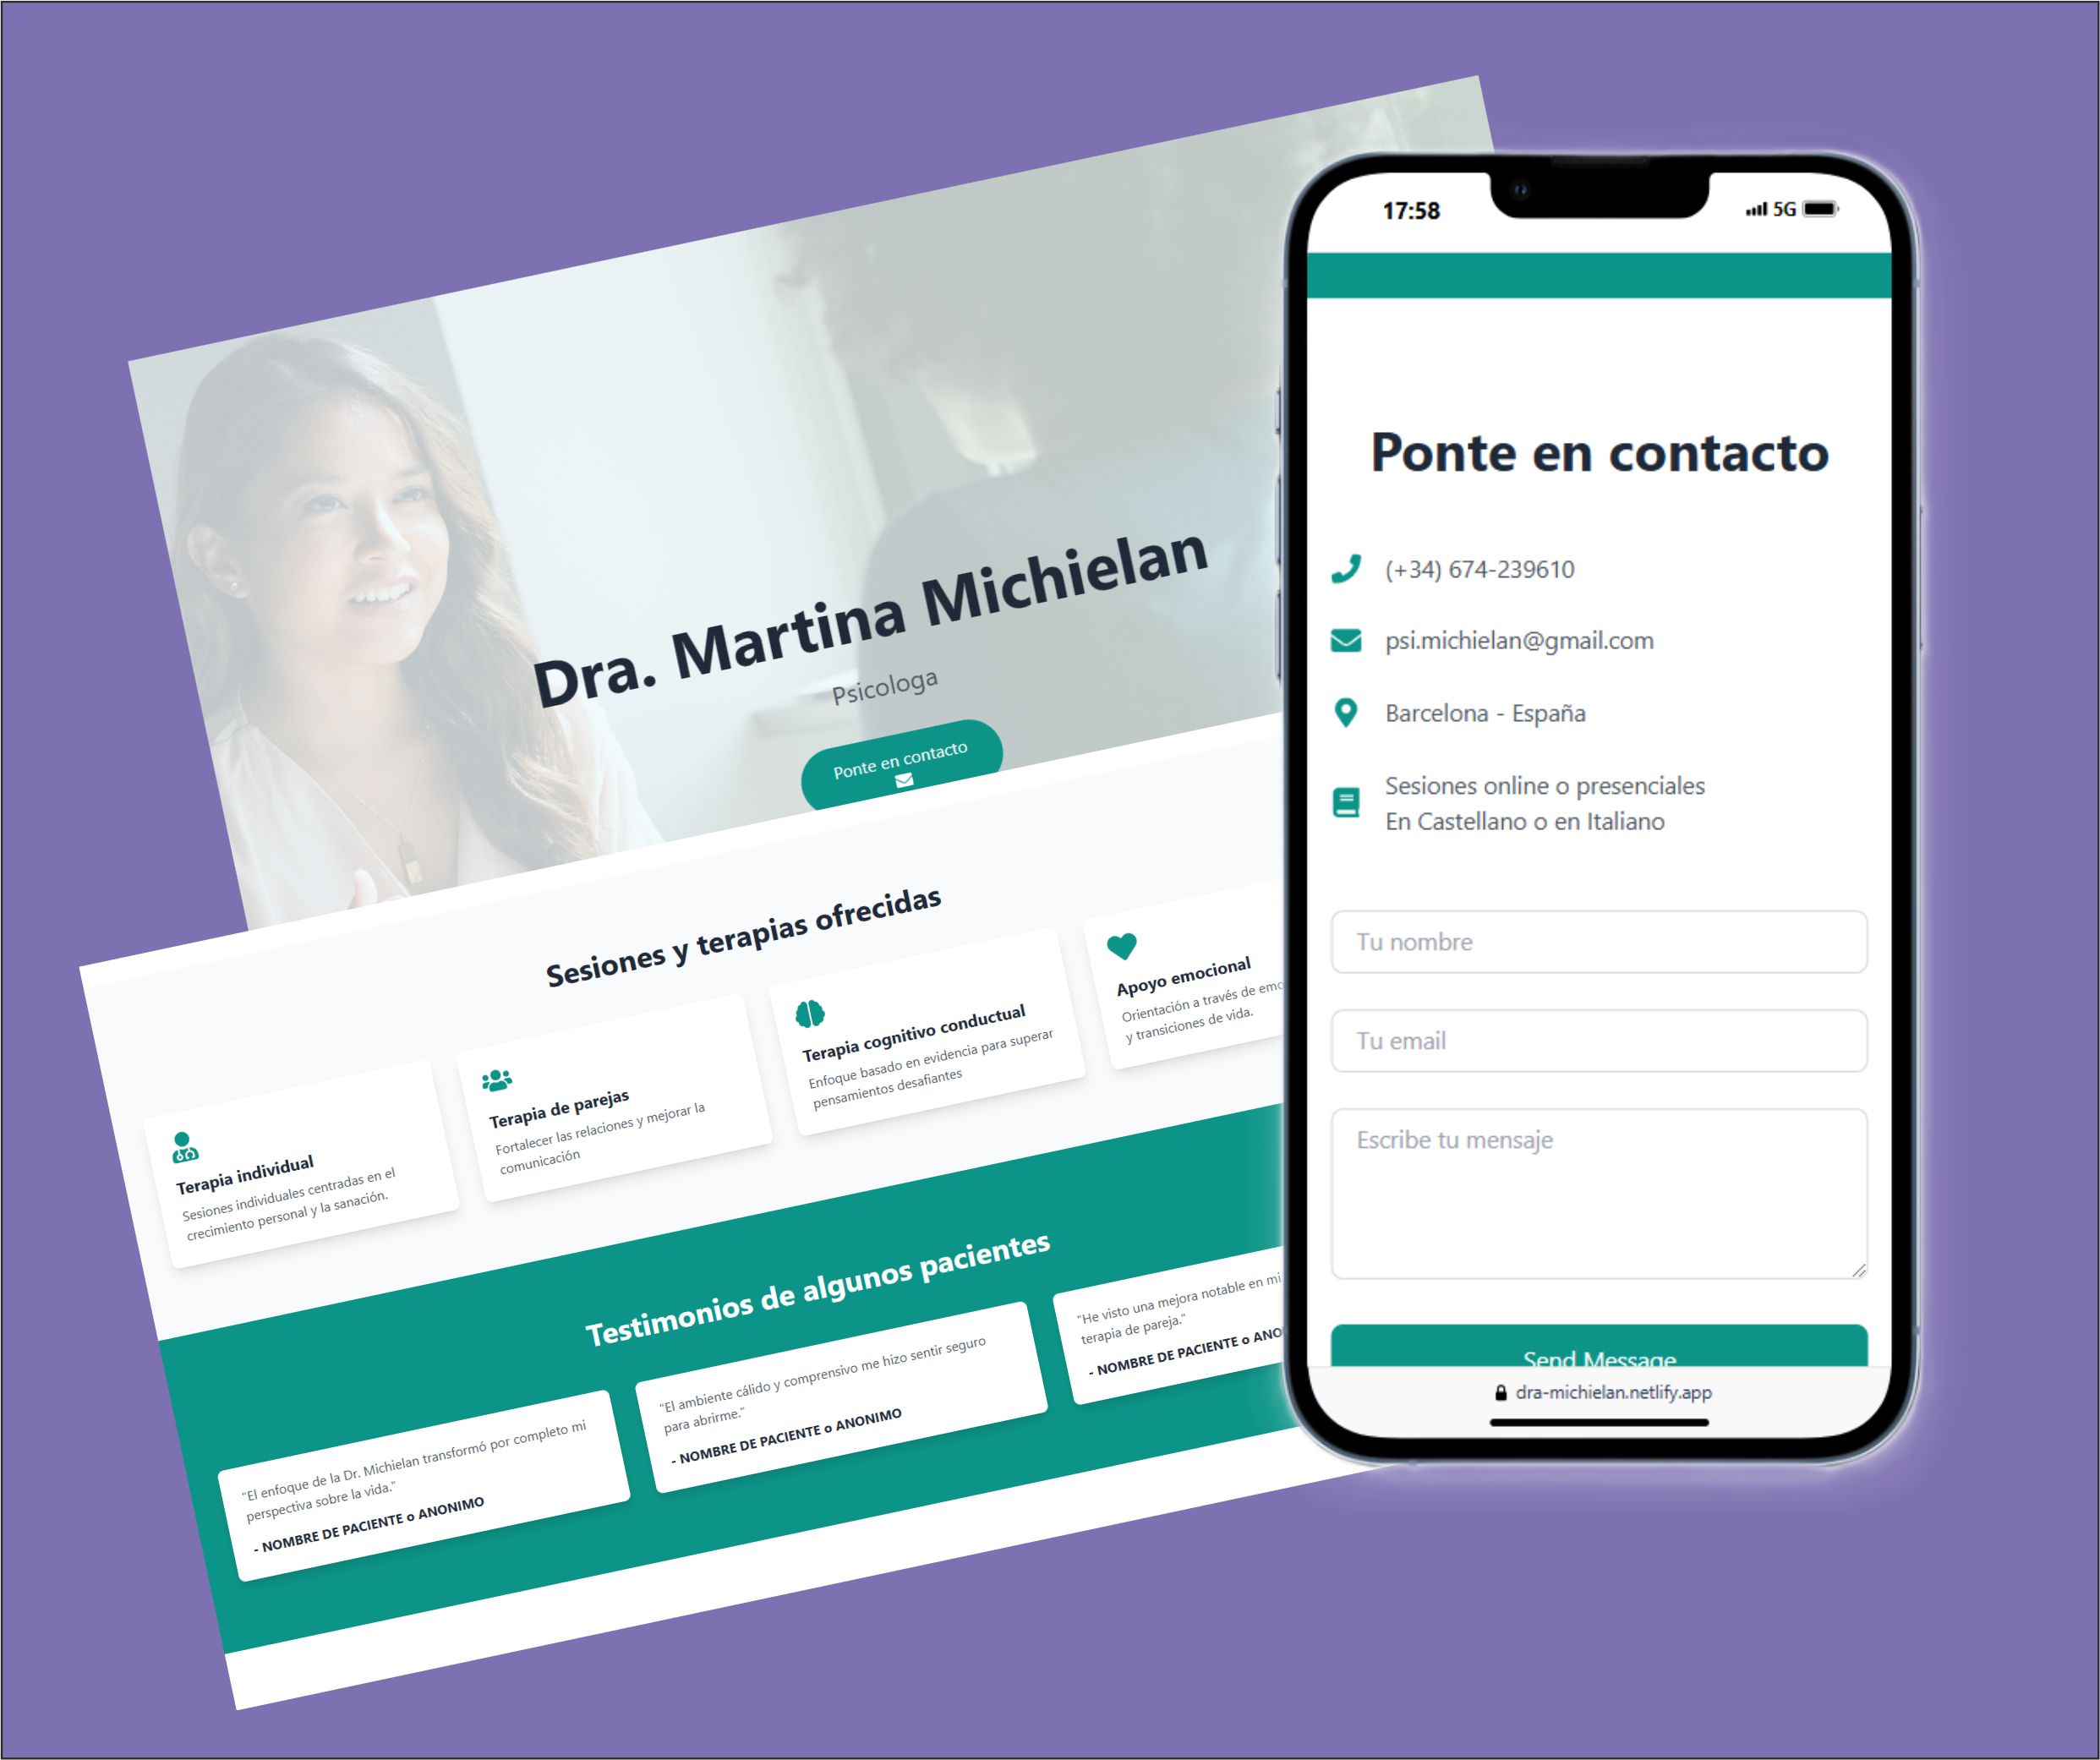 Dra. Martina Michielan
Psicologa
Ponte en contacto
Sesiones y terapias ofrecidas
Terapia individual
Sesiones individuales centradas en el
crecimiento personal y la sanación.
Terapia de parejas
Fortalecer las relaciones y mejorar la
comunicación
Terapia cognitivo conductual
Enfoque basado en evidencia para superar
pensamientos desafiantes
Apoyo emocional
Orientación a través de
y transiciones de vida.
Testimonios de algunos pacientes
"El enfoque de la Dr. Michielan transformó por completo mi
perspectiva sobre la vida."
- NOMBRE DE PACIENTE o ANONIMO
"El ambiente cálido y comprensivo me hizo sentir seguro
para abrirme."
- NOMBRE DE PACIENTE o ANONIMO
"He visto una mejora notable en mi
terapia de pareja."
- NOMBRE DE PACIENTE o
17:58
5G
Ponte en contacto
(+34) 674-239610
psi.michielan@gmail.com
Barcelona - España
Sesiones online o presenciales
En Castellano o en Italiano
Tu nombre
Tu email
Escribe tu mensaje
Send Message
dra-michielan.netlify.app